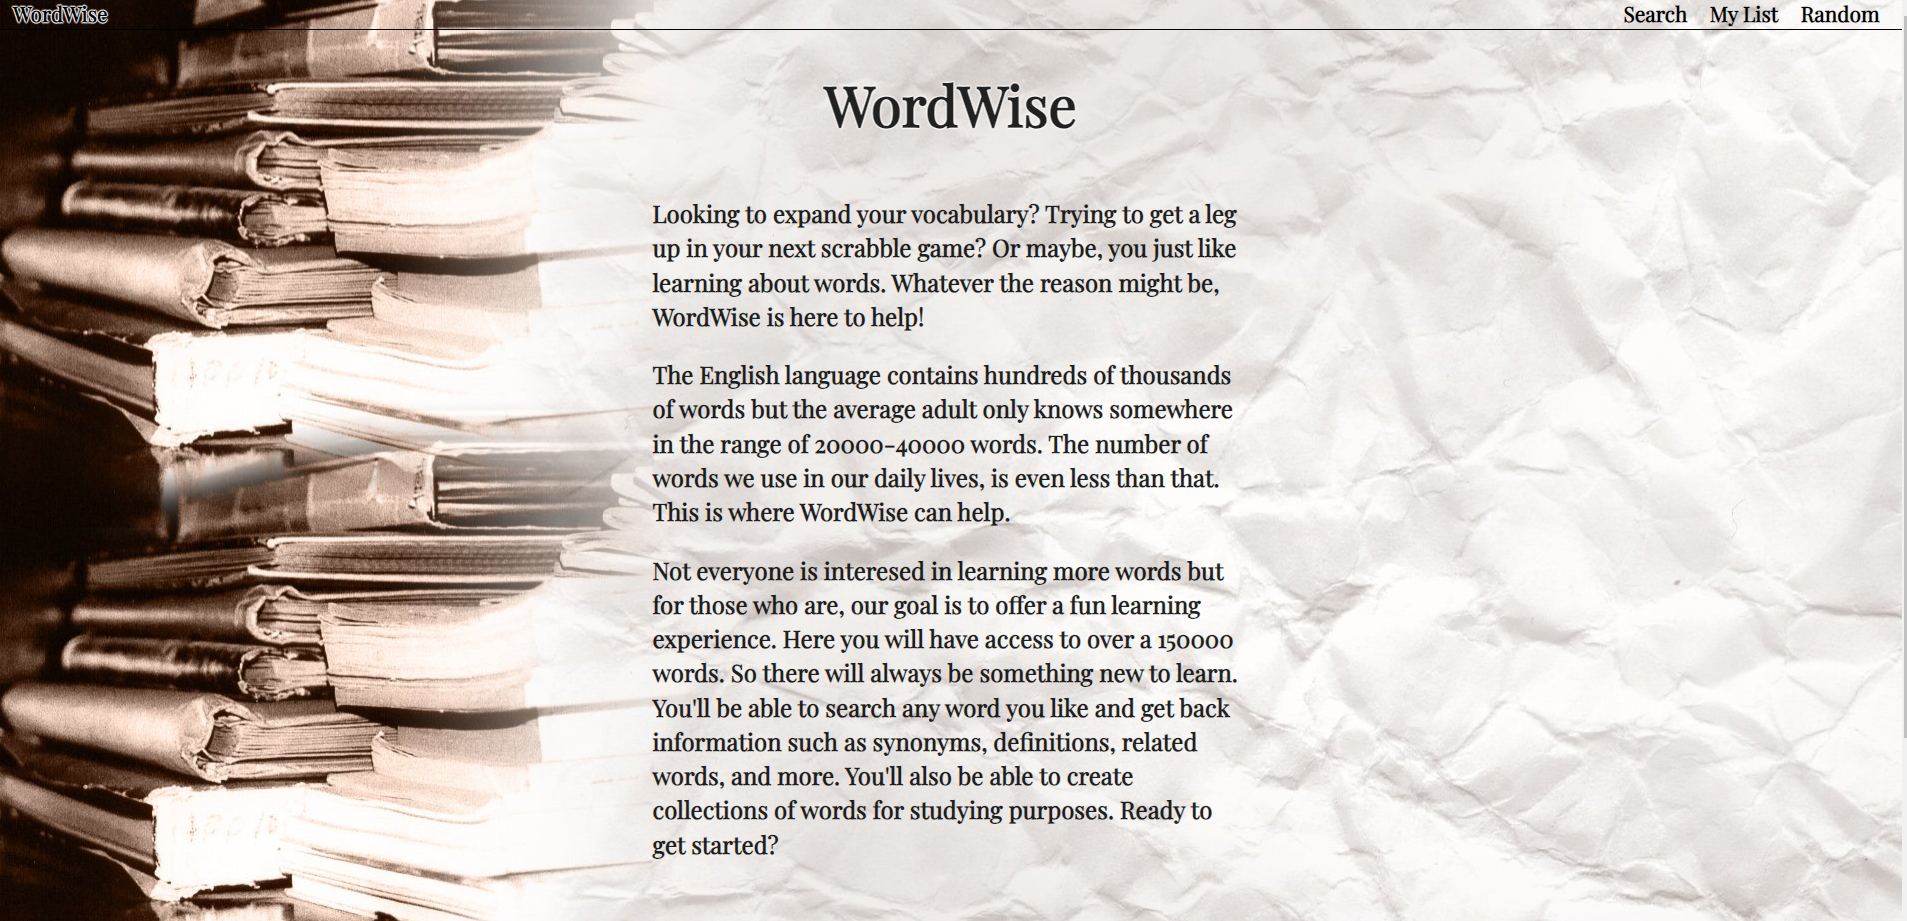 WordWise
Search My List Random
WordWise
Looking to expand your vocabulary? Trying to get a leg
up in your next scrabble game? Or maybe, you just like
learning about words. Whatever the reason might be,
WordWise is here to help!
The English language contains hundreds of thousands
of words but the average adult only knows somewhere
in the range of 20000-40000 words. The number of
words we use in our daily lives, is even less than that.
This is where WordWise can help.
Not everyone is interesed in learning more words but
for those who are, our goal is to offer a fun learning
experience. Here you will have access to over a 150000
words. So there will always be something new to learn.
You'll be able to search any word you like and get back
information such as synonyms, definitions, related
words, and more. You'll also be able to create
collections of words for studying purposes. Ready to
get started?